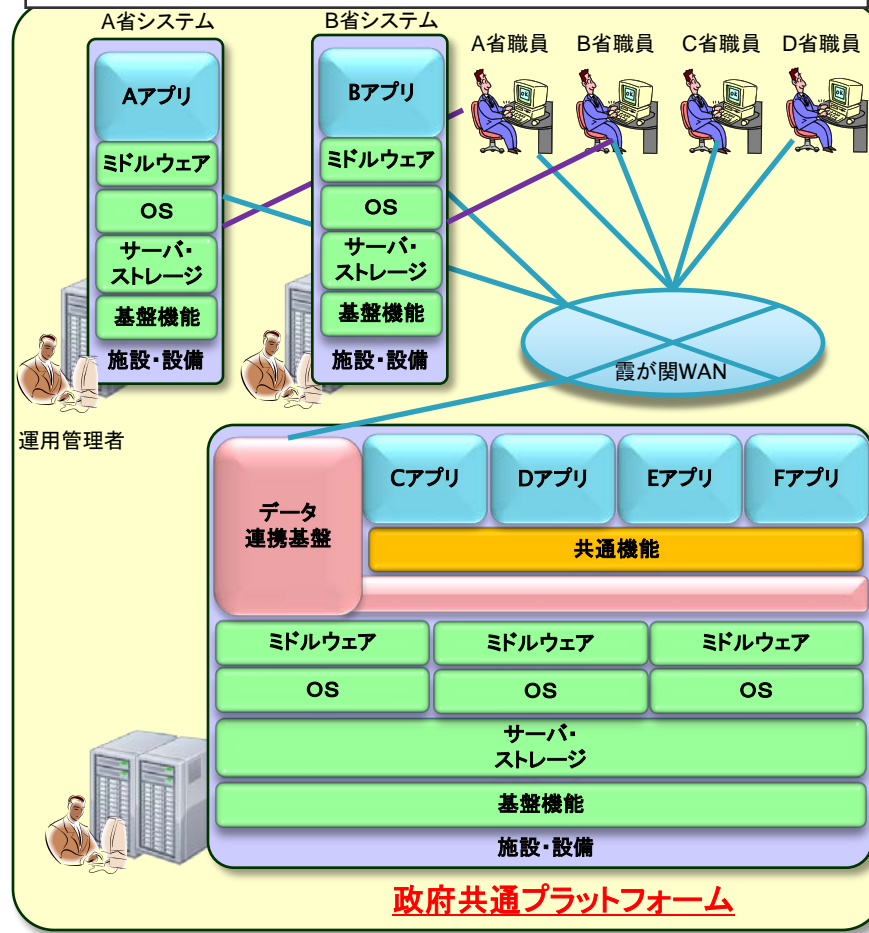 A省システム
B省システム
A省職員
B省職員
C省職員
D省職員
Aアプリ
ミドルウェア
OS
サーバ・
ストレージ
基盤機能
施設・設備
Bアプリ
ミドルウェア
OS
サーバ・
ストレージ
基盤機能
施設・設備
霞が関WAN
運用管理者
データ
連携基盤
Cアプリ
Dアプリ
Eアプリ
Fアプリ
共通機能
ミドルウェア
ミドルウェア
ミドルウェア
OS
OS
OS
サーバ・
ストレージ
基盤機能
施設・設備
政府共通プラットフォーム